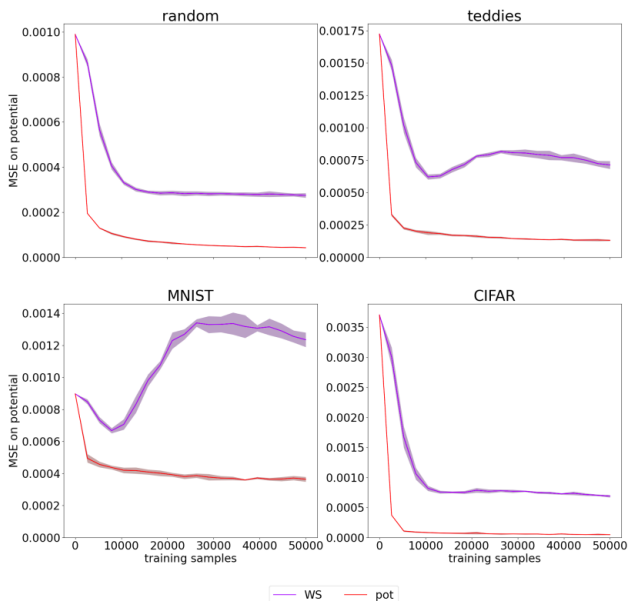 random
0.0010
0.0008
0.0006
0.0004
0.0002
0.0000
MSE on potential
teddies
0.00175
0.00150
0.00125
0.00100
0.00075
0.00050
0.00025
0.00000
MNIST
0.0014
0.0012
0.0010
0.0008
0.0006
0.0004
0.0002
0.0000
MSE on potential
0 10000 20000 30000 40000 50000
training samples
CIFAR
0.0035
0.0030
0.0025
0.0020
0.0015
0.0010
0.0005
0.0000
0 10000 20000 30000 40000 50000
training samples
WS pot